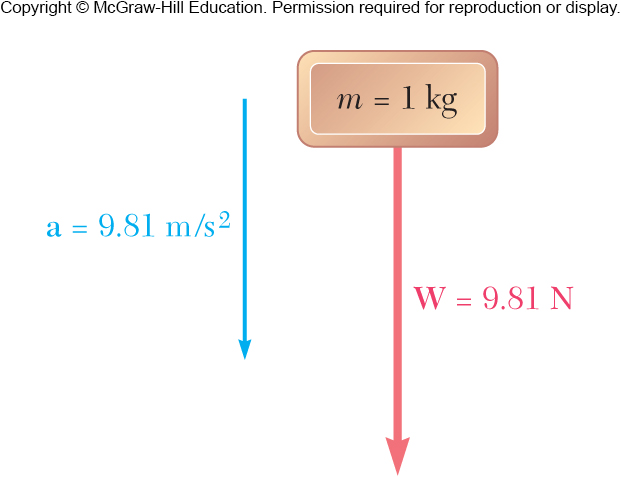 Copyright © McGraw-Hill Education. Permission required for reproduction or display.
m = 1 kg
a = 9.81 m/s²
W = 9.81 N